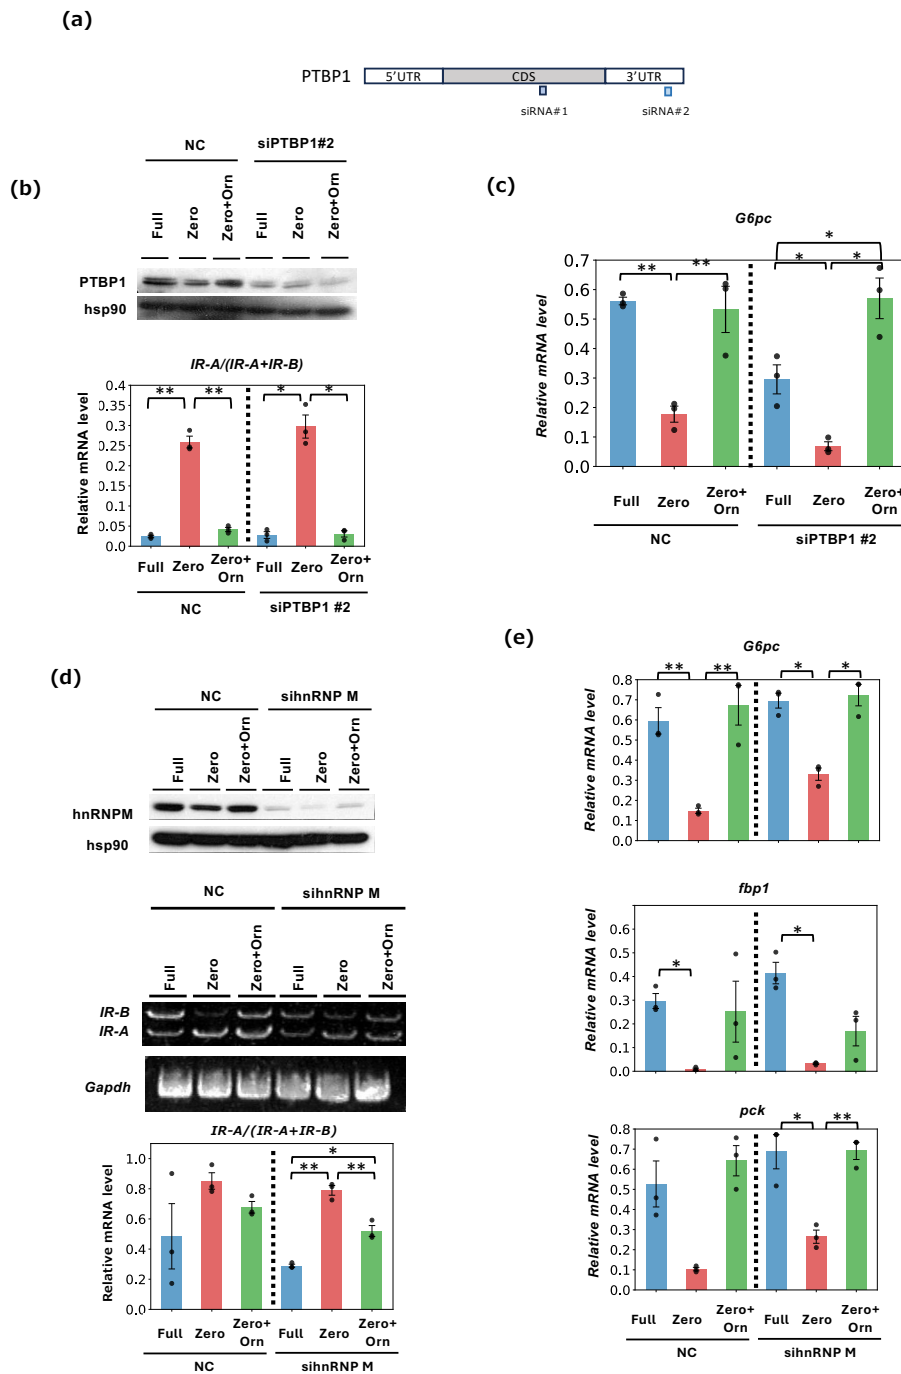 (a)
PTBP1
5'UTR CDS 3'UTR
siRNA#1 siRNA#2
(b)
NC siPTBP1#2
Full Zero Zero+Orn Full Zero Zero+Orn
PTBP1
hsp90
IR-A/(IR-A+IR-B)
Relative mRNA level
0.4
0.35
0.3
0.25
0.2
0.15
0.1
0.05
0.0
** ** * *
Full Zero Zero+ Orn Full Zero Zero+ Orn
NC siPTBP1 #2
(c)
G6pc
Relative mRNA level
0.7
0.6
0.5
0.4
0.3
0.2
0.1
0.0
** ** * * *
Full Zero Zero+ Orn Full Zero Zero+ Orn
NC siPTBP1 #2
(d)
NC sihnRNP M
Full Zero Zero+Orn Full Zero Zero+Orn
hnRNPM
hsp90
NC sihnRNP M
Full Zero Zero+Orn Full Zero Zero+Orn
IR-B
IR-A
Gapdh
IR-A/(IR-A+IR-B)
Relative mRNA level
1.0
0.8
0.6
0.4
0.2
0.0
* ** **
Full Zero Zero+ Orn Full Zero Zero+ Orn
NC sihnRNP M
(e)
G6pc
Relative mRNA level
0.8
0.7
0.6
0.5
0.4
0.3
0.2
0.1
0.0
** ** * *
fbp1
Relative mRNA level
0.7
0.6
0.5
0.4
0.3
0.2
0.1
0.0
* *
pck
Relative mRNA level
0.7
0.6
0.5
0.4
0.3
0.2
0.1
0.0
* **
Full Zero Zero+ Orn Full Zero Zero+ Orn
NC sihnRNP M